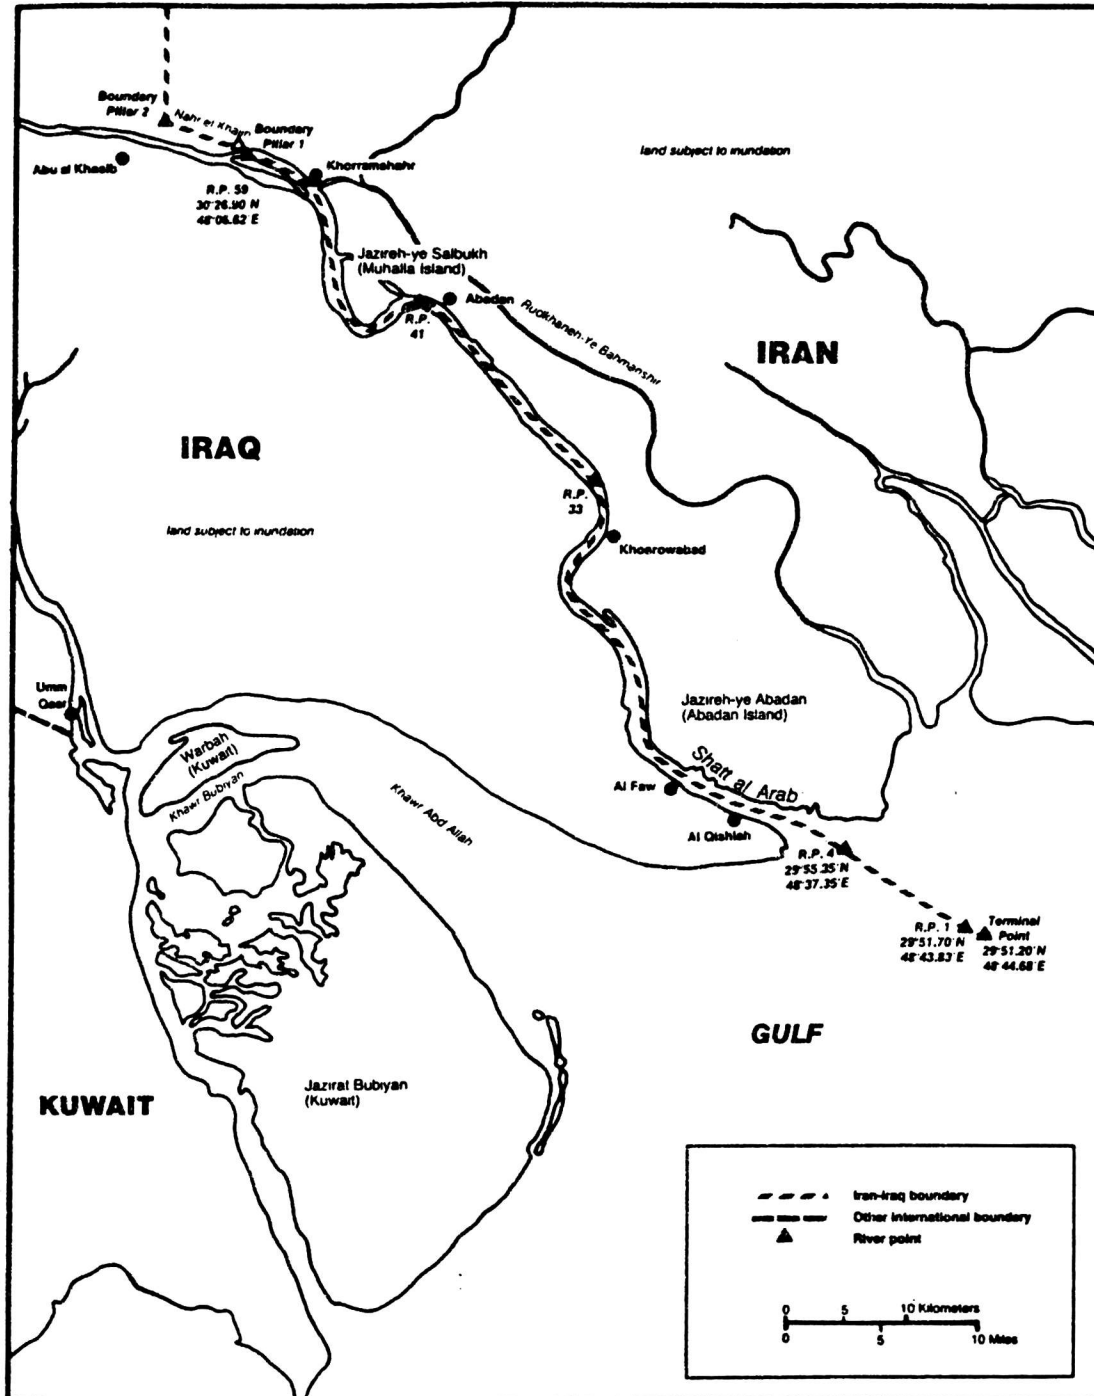 Boundary
Pillar 2
Nahr el Khaiin
Boundary
Pillar 1
Abu al Khasib
Khorramshahr
land subject to inundation
R.P. 59
30°26.90'N
48°06.62'E
Jazireh-ye Salbukh
(Muhalla Island)
Abadan
R.P.
41
Rudkhaneh-Ye Bahmanshir
IRAN
IRAQ
R.P.
33
land subject to inundation
Khosrowabad
Umm
Qasr
Jazireh-ye Abadan
(Abadan Island)
Warbah
(Kuwait)
Khawr Bubiyan
Khawr Abd Allah
Shatt al Arab
Al Faw
Al Qishlah
R.P. 4
29°55.25'N
48°37.35'E
R.P. 1
29°51.70'N
48°43.83'E
Terminal
Point
29°51.20'N
48°44.68'E
GULF
Jazirat Bubiyan
(Kuwait)
KUWAIT
Iran-Iraq boundary
Other international boundary
River point
0 5 10 Kilometers
0 5 10 Miles